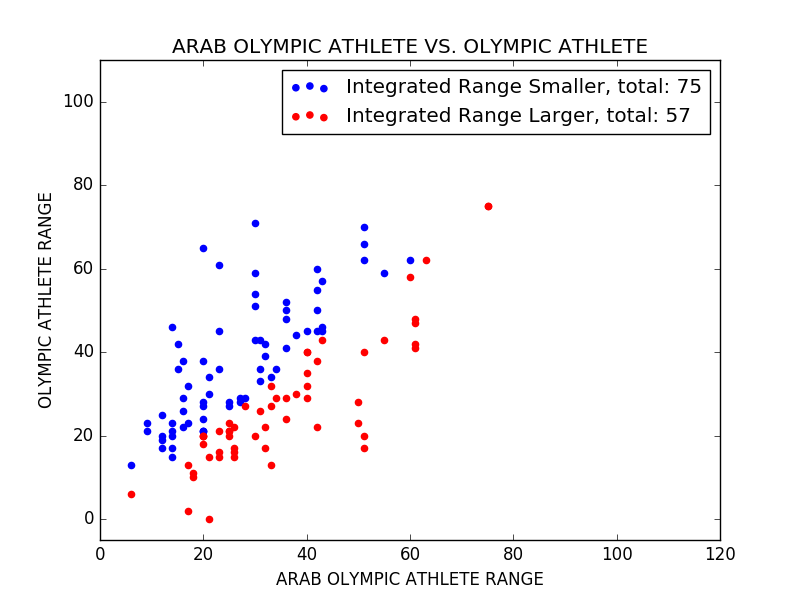 ARAB OLYMPIC ATHLETE VS. OLYMPIC ATHLETE
Integrated Range Smaller, total: 75
Integrated Range Larger, total: 57
100
80
60
40
20
0
OLYMPIC ATHLETE RANGE
0 20 40 60 80 100 120
ARAB OLYMPIC ATHLETE RANGE